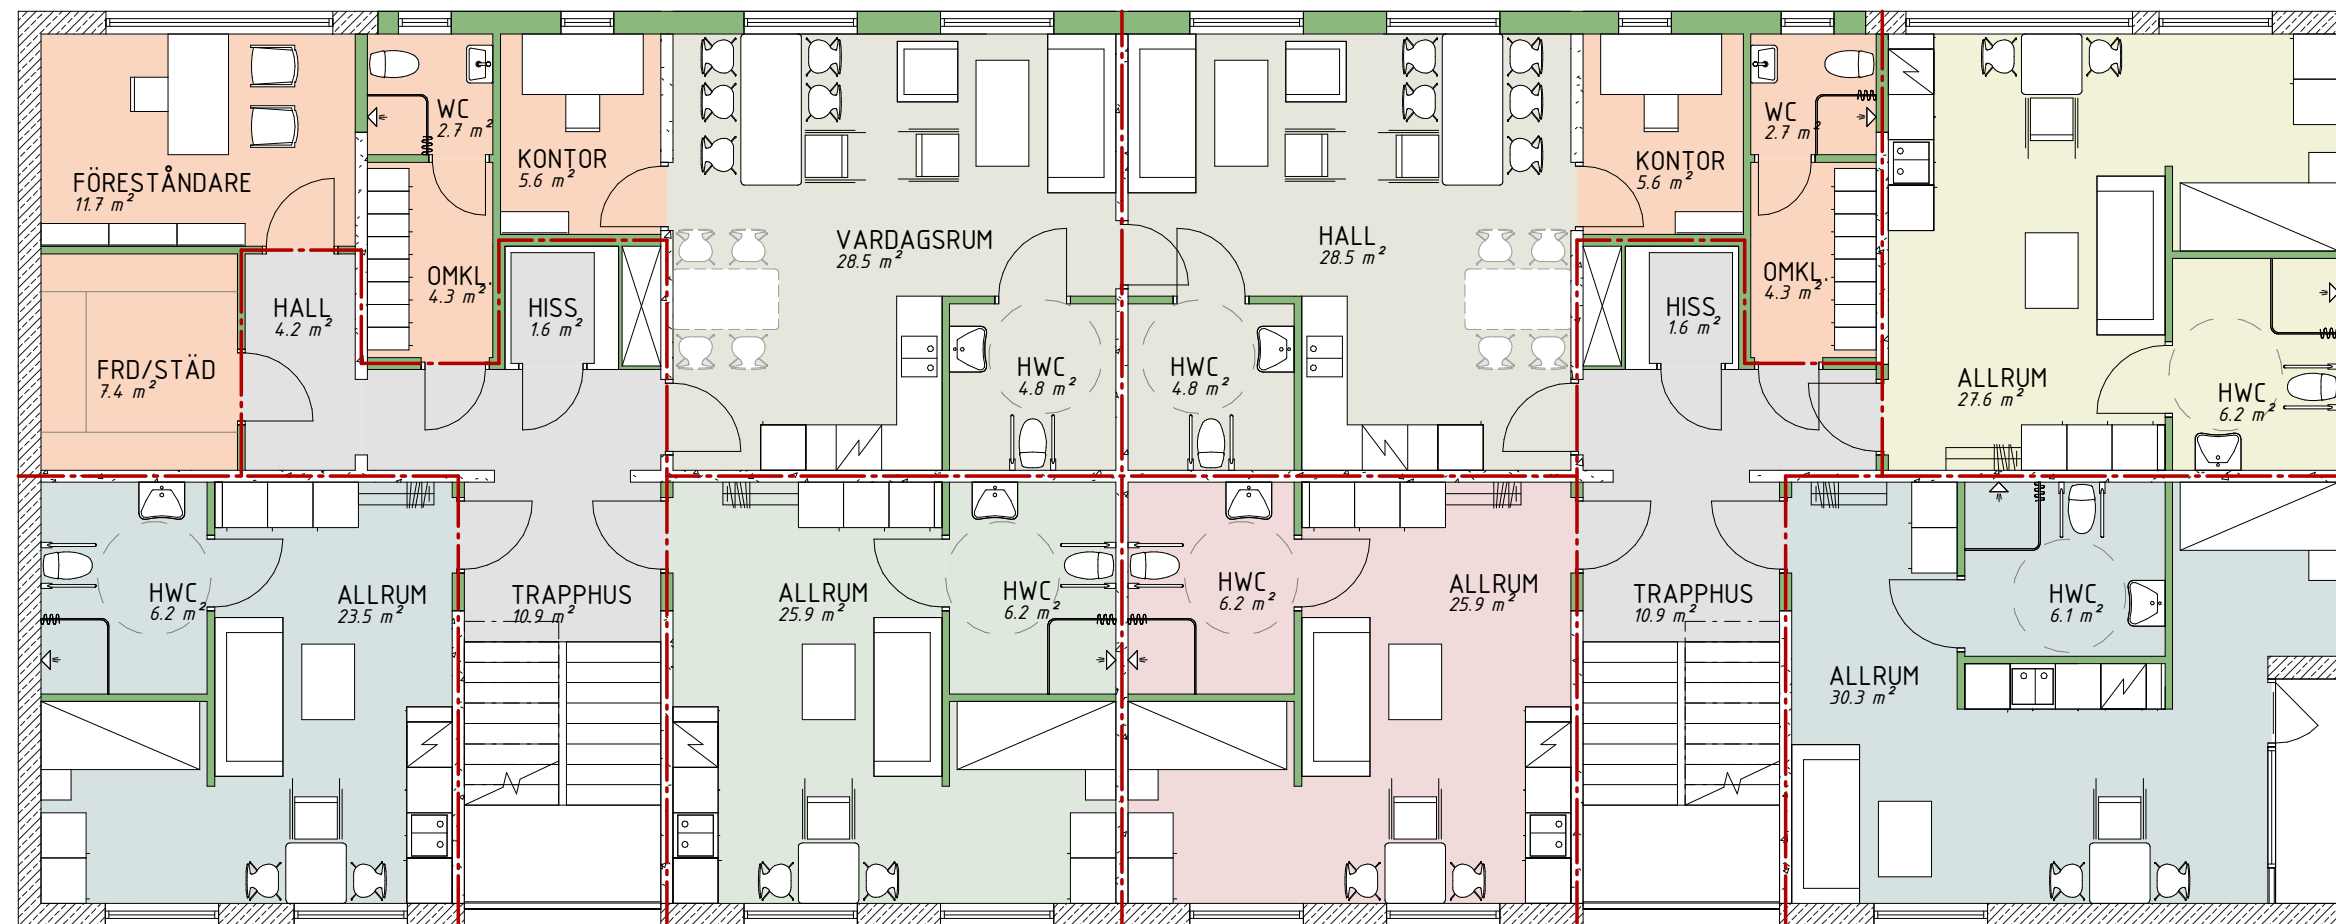 FÖRESTÅNDARE
11.7 m²
WC
2.7 m²
KONTOR
5.6 m²
VARDAGSRUM
28.5 m²
HALL
28.5 m²
KONTOR
5.6 m²
WC
2.7 m²
OMKL.
4.3 m²
HALL
4.2 m²
HISS
1.6 m²
HISS
1.6 m²
OMKL.
4.3 m²
FRD/STÄD
7.4 m²
HWC
4.8 m²
HWC
4.8 m²
ALLRUM
27.6 m²
HWC
6.2 m²
HWC
6.2 m²
ALLRUM
23.5 m²
TRAPPHUS
10.9 m²
ALLRUM
25.9 m²
HWC
6.2 m²
HWC
6.2 m²
ALLRUM
25.9 m²
TRAPPHUS
10.9 m²
HWC
6.1 m²
ALLRUM
30.3 m²